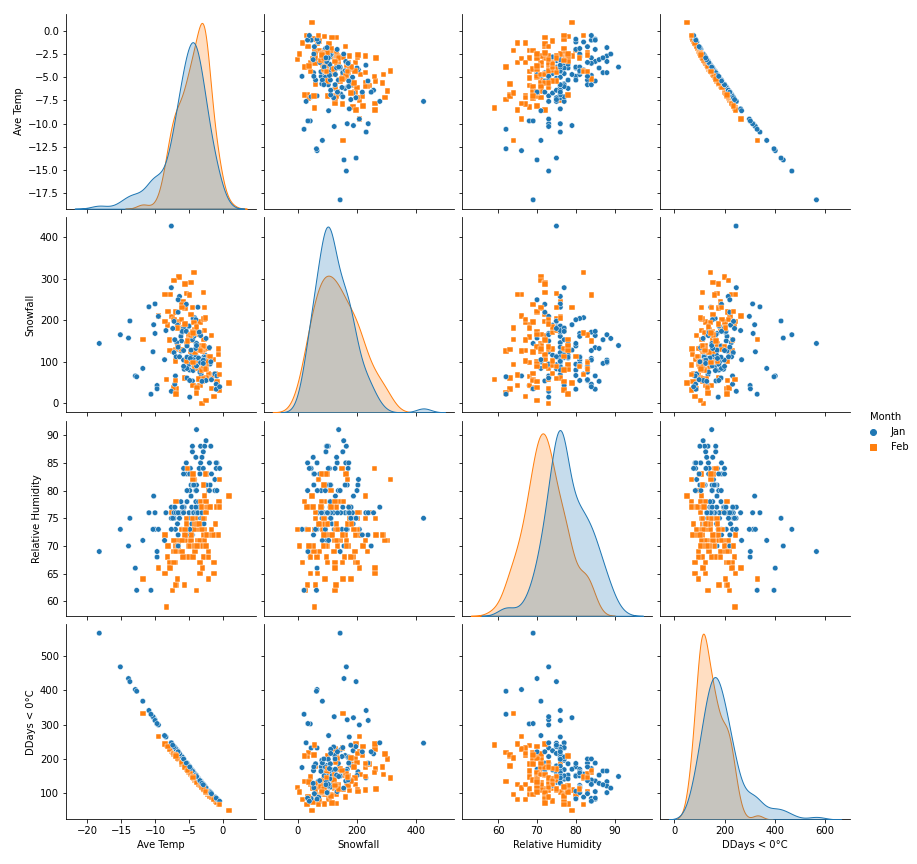 0.0
−2.5
−5.0
−7.5
−10.0
−12.5
−15.0
−17.5
Ave Temp
400
300
200
100
0
Snowfall
Month
Jan
Feb
90
85
80
75
70
65
60
Relative Humidity
500
400
300
200
100
DDays < 0°C
−20 −15 −10 −5 0
0 200 400
60 70 80 90
0 200 400 600
Ave Temp
Snowfall
Relative Humidity
DDays < 0°C